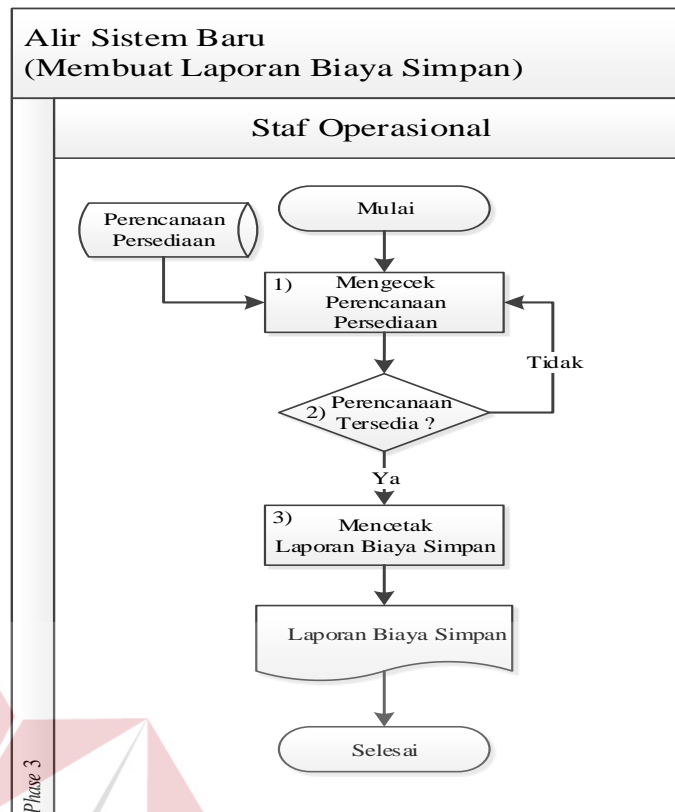 Alir Sistem Baru
(Membuat Laporan Biaya Simpan)
Staf Operasional
Perencanaan
Persediaan
Mulai
1) Mengecek
Perencanaan
Persediaan
Tidak
2) Perencanaan
Tersedia ?
Ya
3) Mencetak
Laporan Biaya Simpan
Laporan Biaya Simpan
Selesai
Phase 3